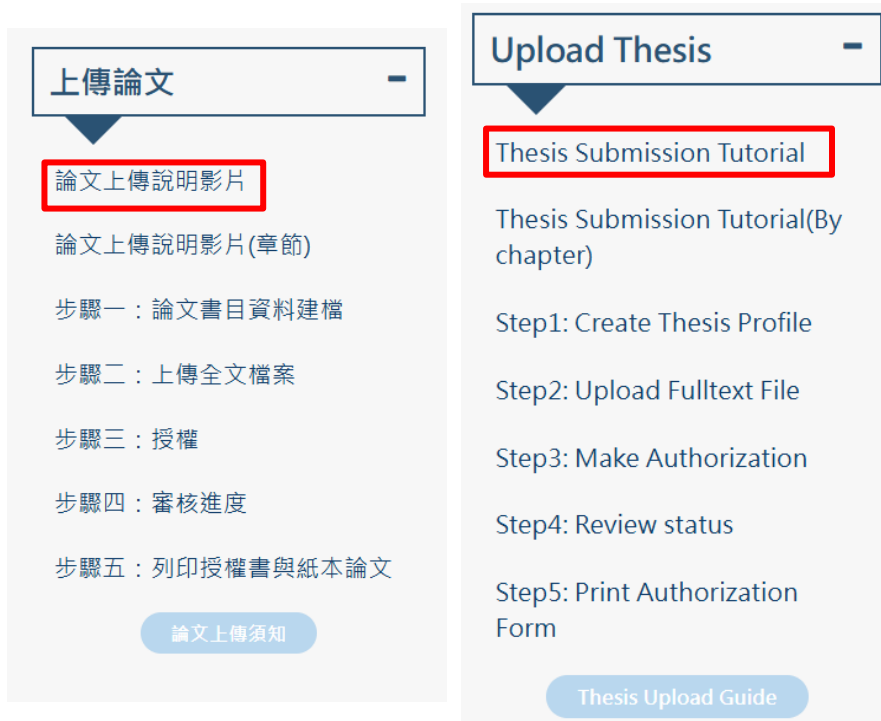 上傳論文
論文上傳說明影片
論文上傳說明影片(章節)
步驟一：論文書目資料建檔
步驟二：上傳全文檔案
步驟三：授權
步驟四：審核進度
步驟五：列印授權書與紙本論文
論文上傳須知
Upload Thesis
Thesis Submission Tutorial
Thesis Submission Tutorial(By
chapter)
Step1: Create Thesis Profile
Step2: Upload Fulltext File
Step3: Make Authorization
Step4: Review status
Step5: Print Authorization
Form
Thesis Upload Guide